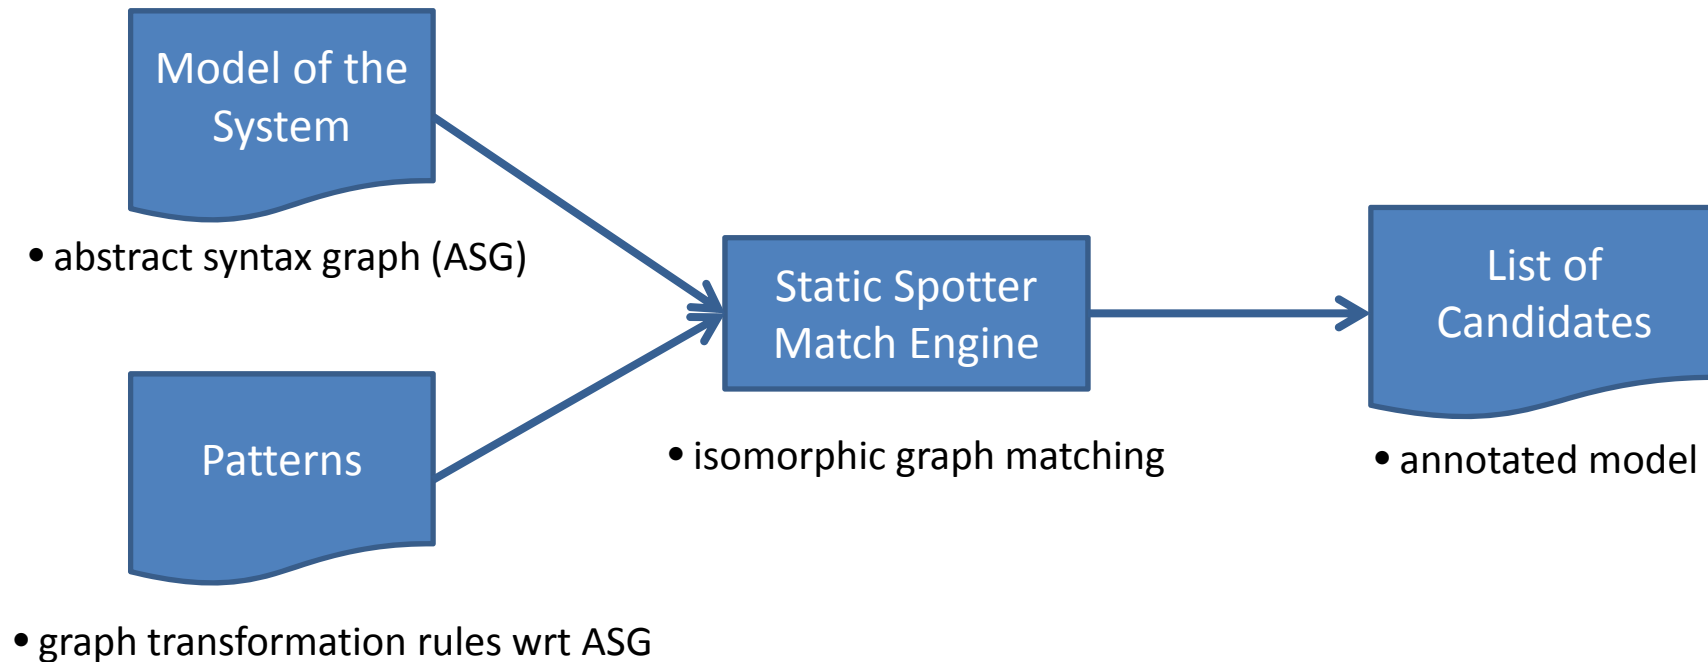 Model of the
System
• abstract syntax graph (ASG)
Patterns
• graph transformation rules wrt ASG
Static Spotter
Match Engine
• isomorphic graph matching
List of
Candidates
• annotated model